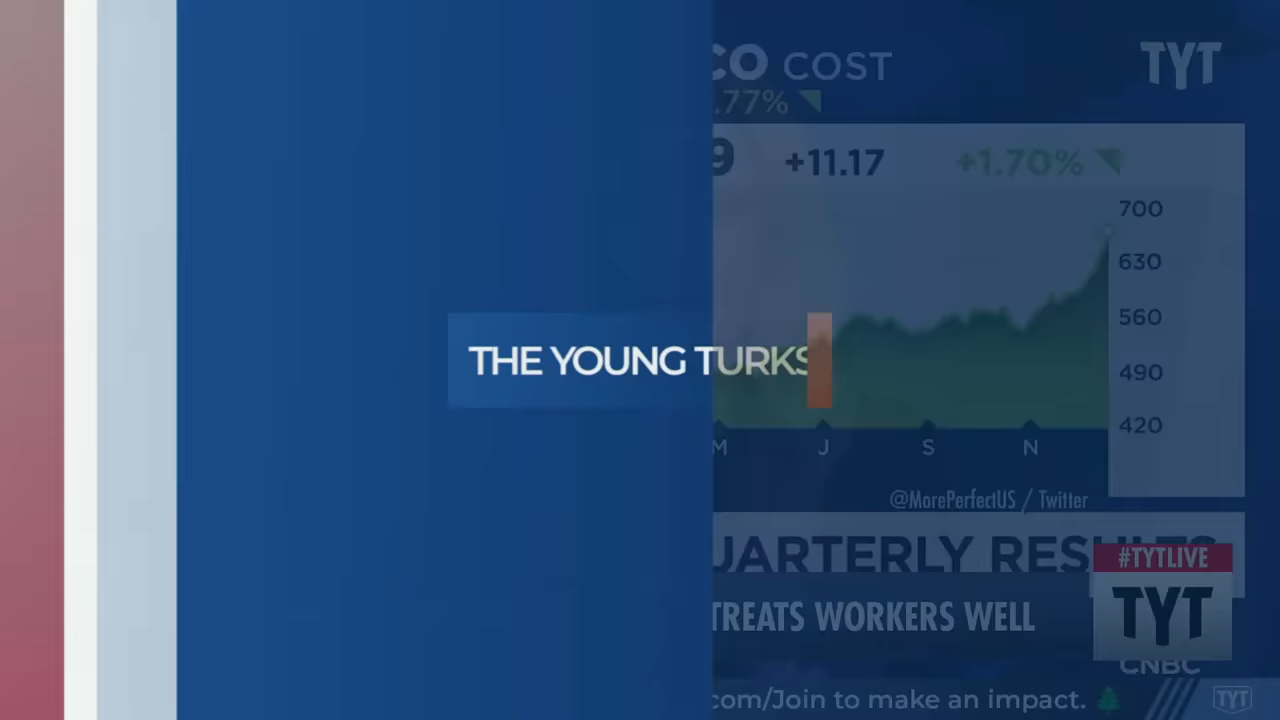 CO COST
TYT
.77%
9 +11.17 +1.70%
700
630
560
490
420
THE YOUNG TURKS
M J S N
@MorePerfectUS / Twitter
UARTERLY RESULTS
#TYTLIVE
TYT
TREATS WORKERS WELL
CNBC
com/Join to make an impact.
TYT